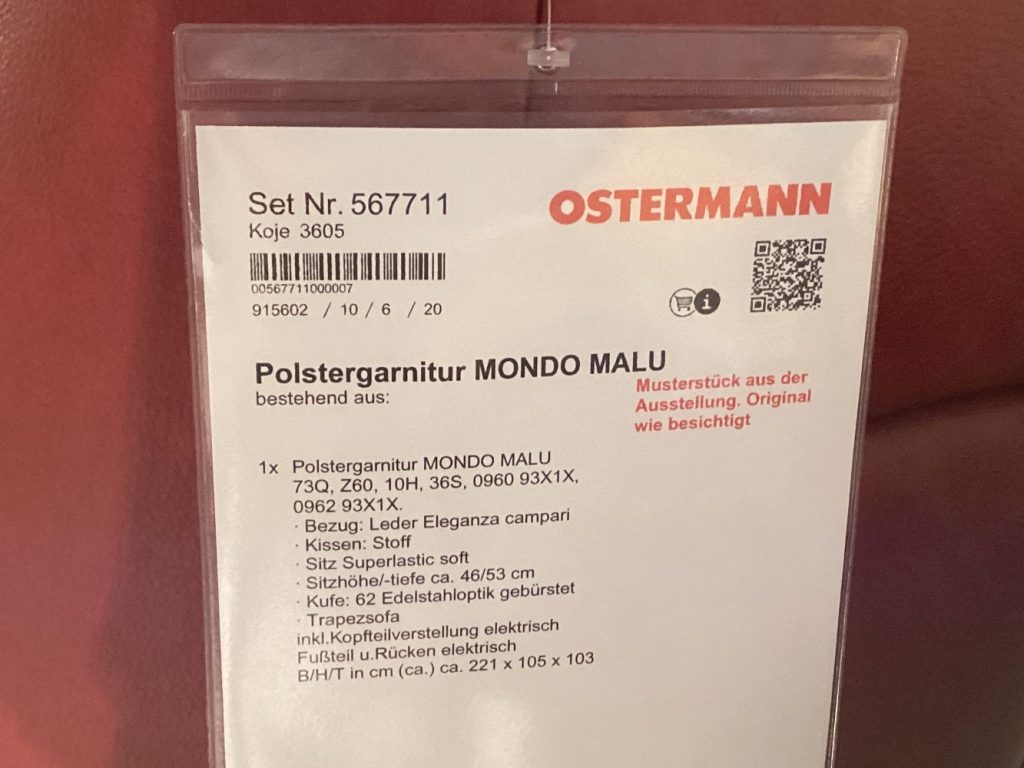 Set Nr. 567711
OSTERMANN
Koje 3605
00567711000007
915602 / 10 / 6 / 20
i
Polstergarnitur MONDO MALU
bestehend aus:
Musterstück aus der
Ausstellung. Original
wie besichtigt
1x Polstergarnitur MONDO MALU
73Q, Z60, 10H, 36S, 0960 93X1X,
0962 93X1X.
· Bezug: Leder Eleganza campari
· Kissen: Stoff
· Sitz Superlastic soft
· Sitzhöhe/-tiefe ca. 46/53 cm
· Kufe: 62 Edelstahloptik gebürstet
· Trapezsofa
inkl.Kopfteilverstellung elektrisch
Fußteil u.Rücken elektrisch
B/H/T in cm (ca.) ca. 221 x 105 x 103